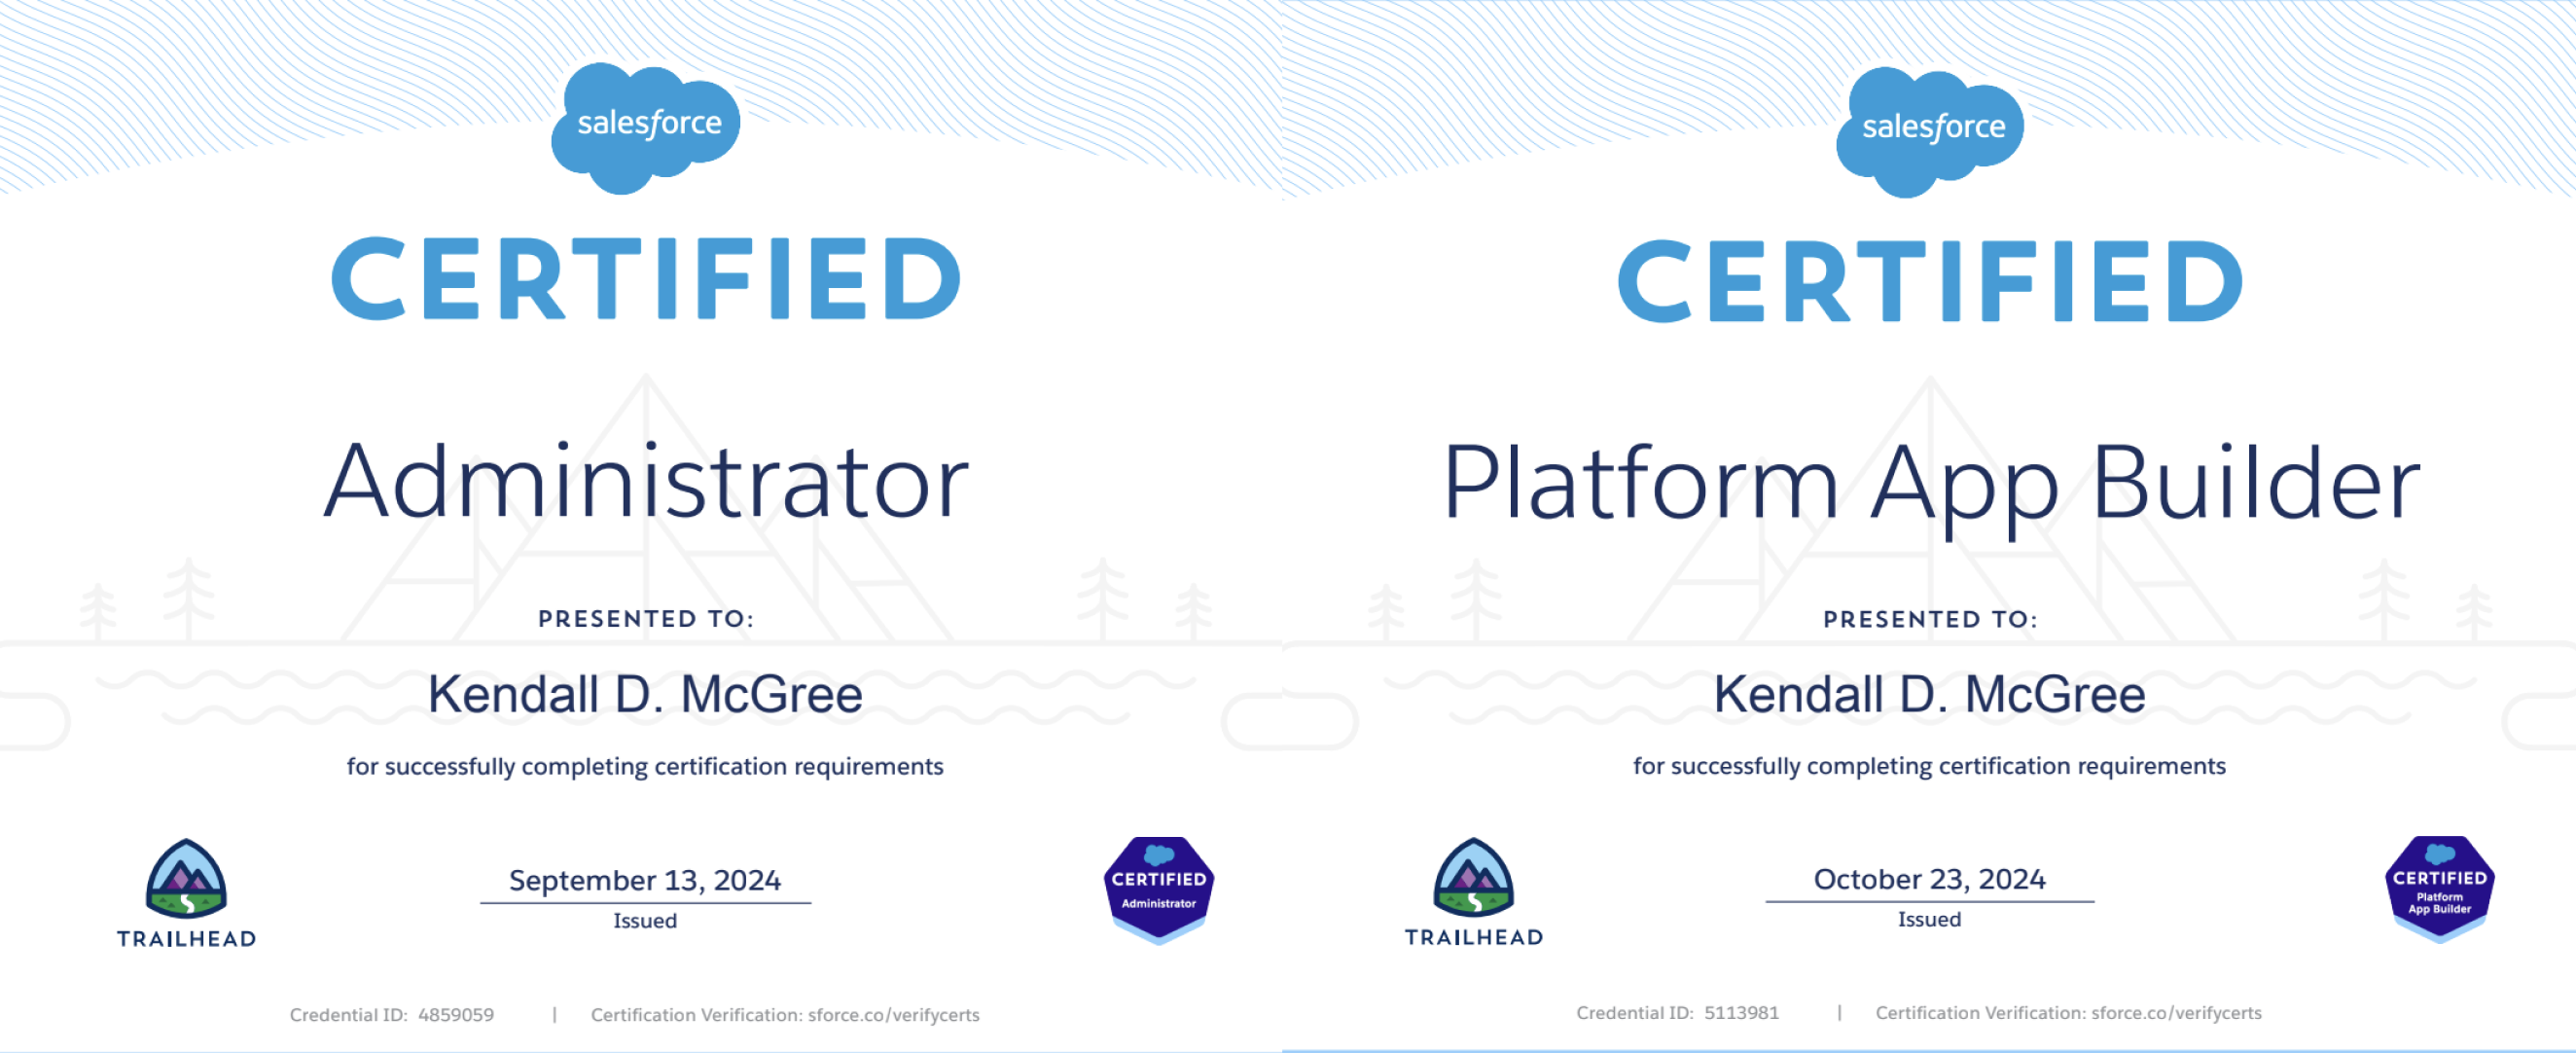 salesforce
CERTIFIED
Administrator
PRESENTED TO:
Kendall D. McGree
for successfully completing certification requirements
TRAILHEAD
September 13, 2024
Issued
CERTIFIED
Administrator
Credential ID: 4859059 | Certification Verification: sforce.co/verifycerts
salesforce
CERTIFIED
Platform App Builder
PRESENTED TO:
Kendall D. McGree
for successfully completing certification requirements
TRAILHEAD
October 23, 2024
Issued
CERTIFIED
Platform
App Builder
Credential ID: 5113981 | Certification Verification: sforce.co/verifycerts